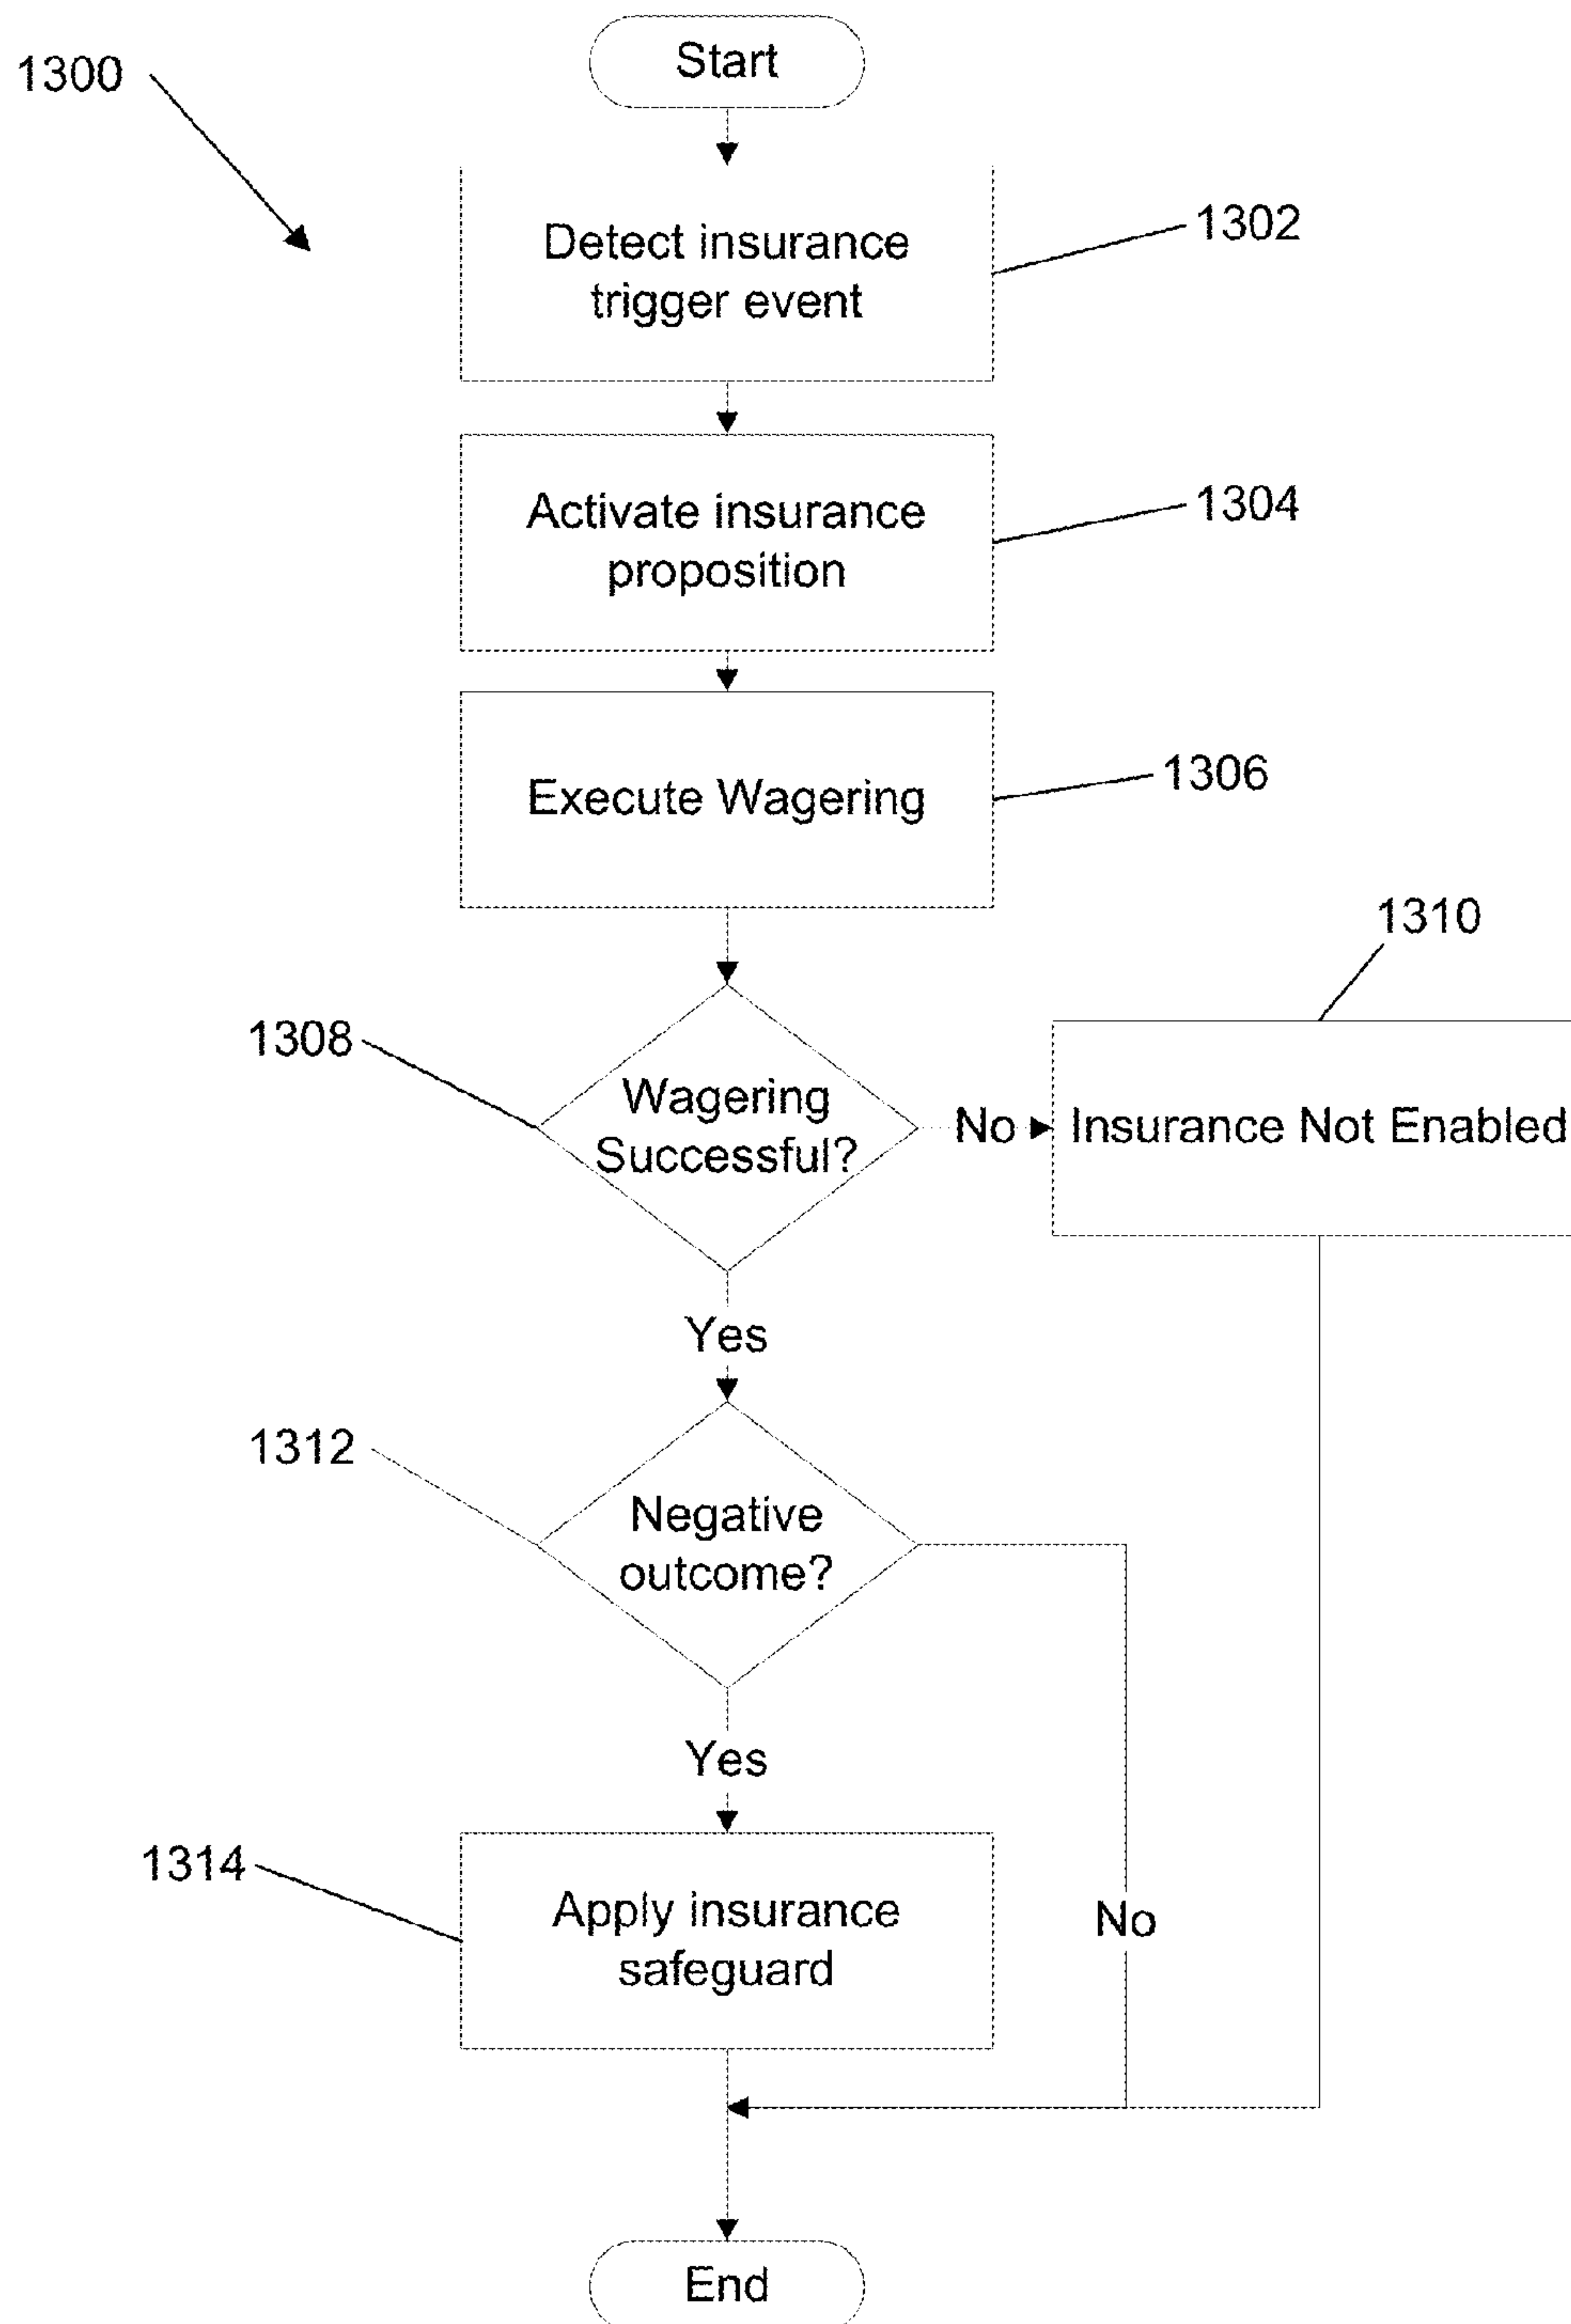 Start
1300
1302
Detect insurance
trigger event
1304
Activate insurance
proposition
1306
Execute Wagering
1310
1308
Wagering
Successful?
No
Insurance Not Enabled
Yes
1312
Negative
outcome?
Yes
1314
Apply insurance
safeguard
No
End